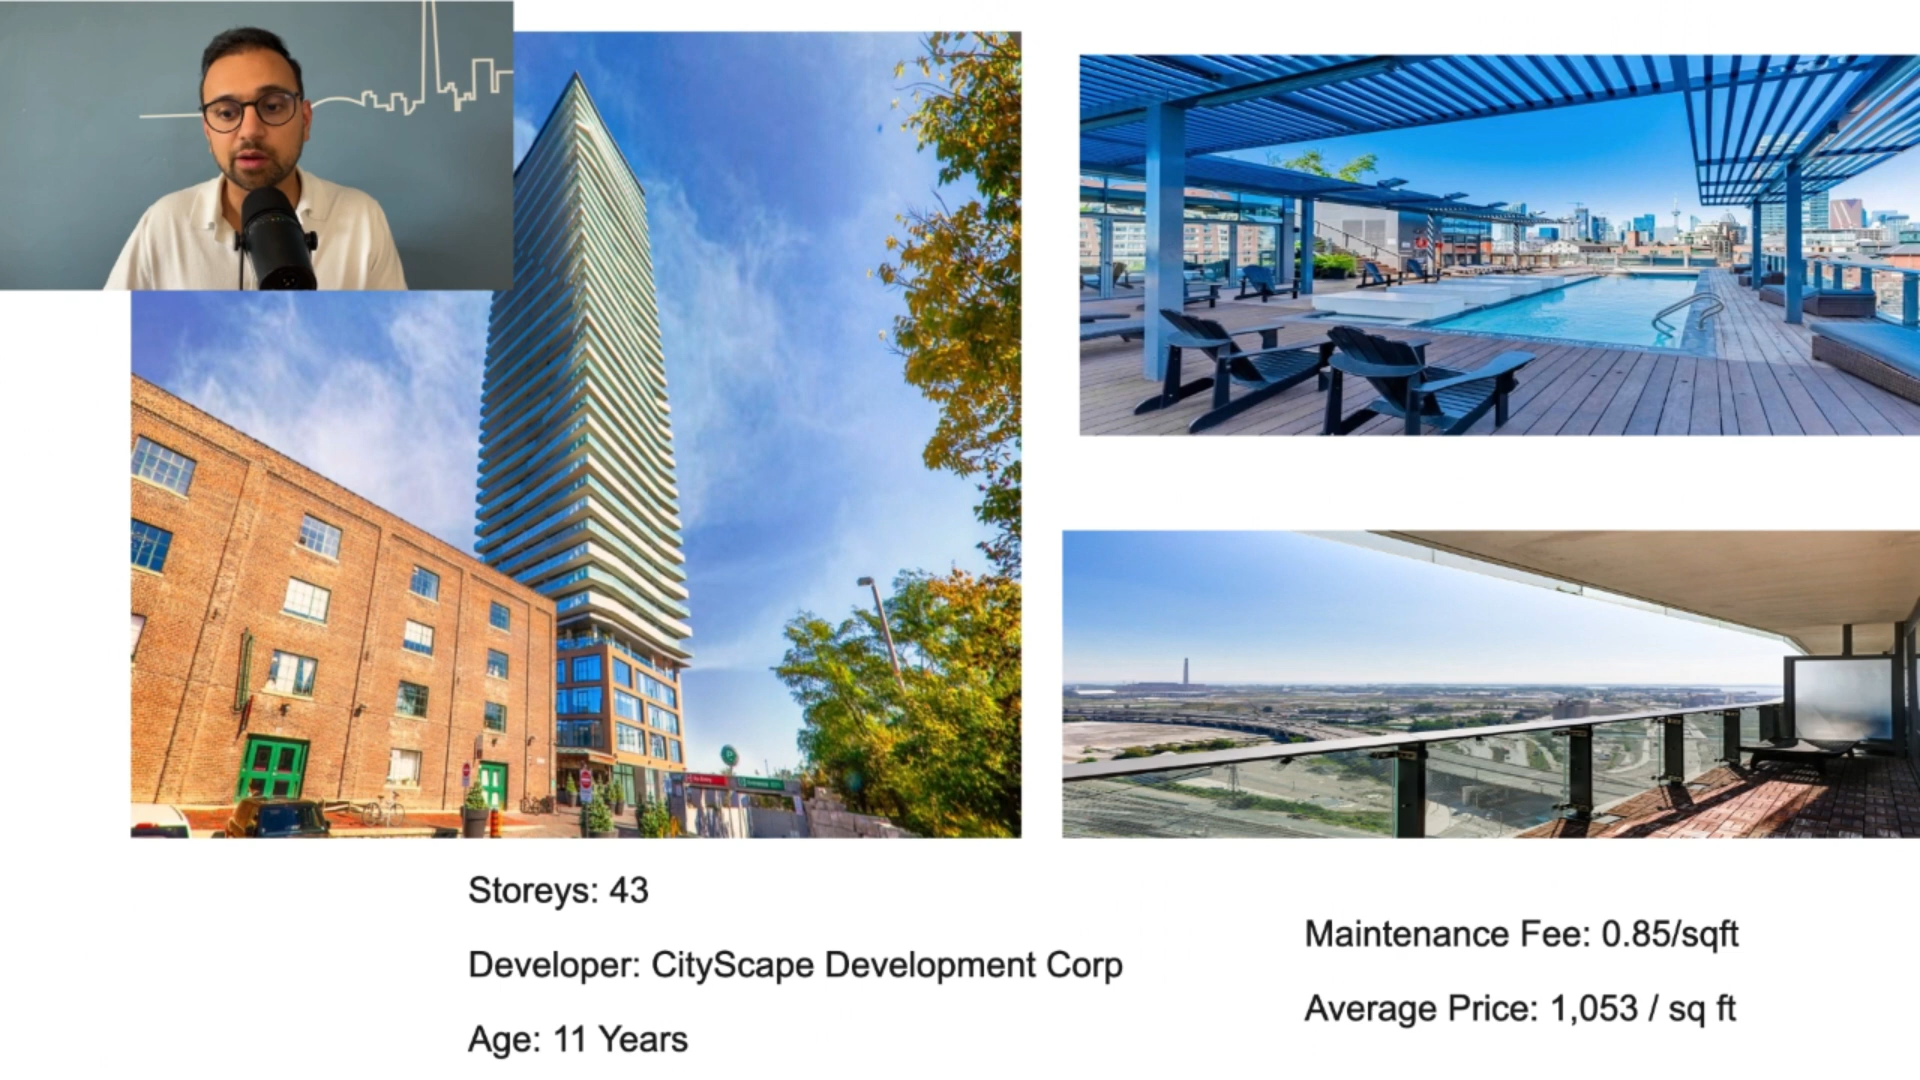 Storeys: 43
Developer: CityScape Development Corp
Age: 11 Years
Maintenance Fee: 0.85/sqft
Average Price: 1,053 / sq ft